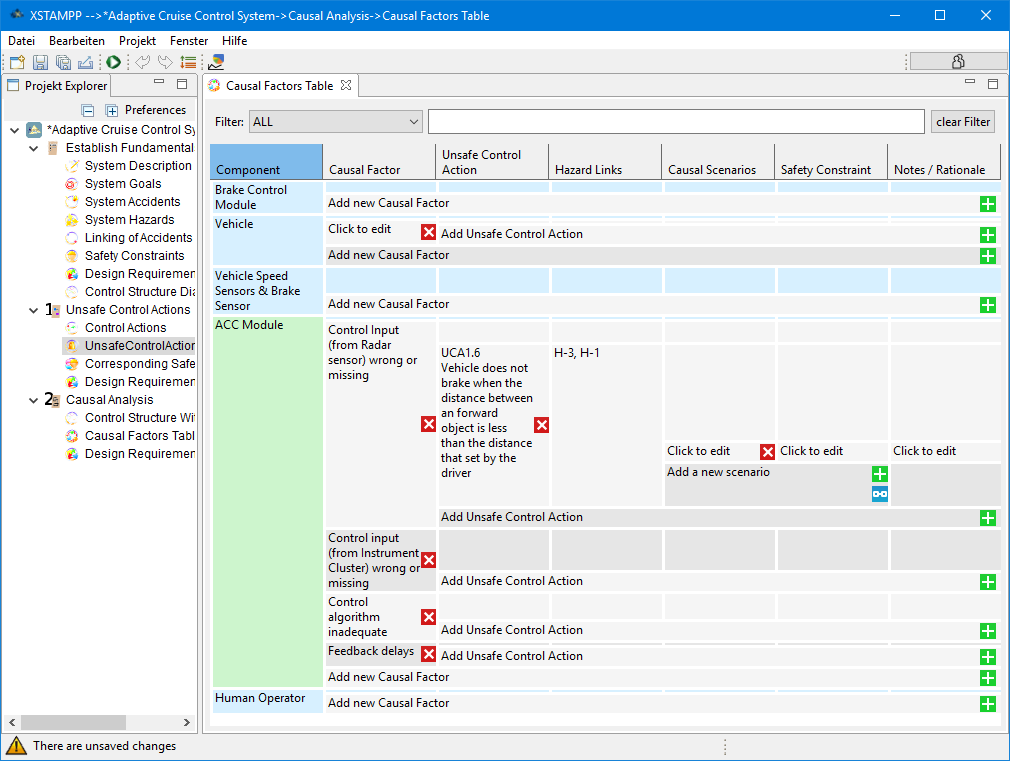 XSTAMPP -->*Adaptive Cruise Control System->Causal Analysis->Causal Factors Table
Datei Bearbeiten Projekt Fenster Hilfe
Projekt Explorer
Preferences
*Adaptive Cruise Control Sy
Establish Fundamental
System Description
System Goals
System Accidents
System Hazards
Linking of Accidents
Safety Constraints
Design Requiremen
Control Structure Dia
1 Unsafe Control Actions
Control Actions
UnsafeControlAction
Corresponding Safe
Design Requiremen
2 Causal Analysis
Control Structure Wi
Causal Factors Tabl
Design Requiremen
Causal Factors Table
Filter: ALL clear Filter
Component Causal Factor Unsafe Control Action Hazard Links Causal Scenarios Safety Constraint Notes / Rationale
Brake Control
Module
Add new Causal Factor
Vehicle
Click to edit
Add Unsafe Control Action
Add new Causal Factor
Vehicle Speed
Sensors & Brake
Sensor
Add new Causal Factor
ACC Module
Control Input
(from Radar
sensor) wrong or
missing
UCA1.6
Vehicle does not
brake when the
distance between
an forward
object is less
than the distance
that set by the
driver
H-3, H-1
Click to edit Click to edit Click to edit
Add a new scenario
Add Unsafe Control Action
Control input
(from Instrument
Cluster) wrong or
missing
Add Unsafe Control Action
Control
algorithm
inadequate
Add Unsafe Control Action
Feedback delays
Add Unsafe Control Action
Add new Causal Factor
Human Operator
Add new Causal Factor
There are unsaved changes